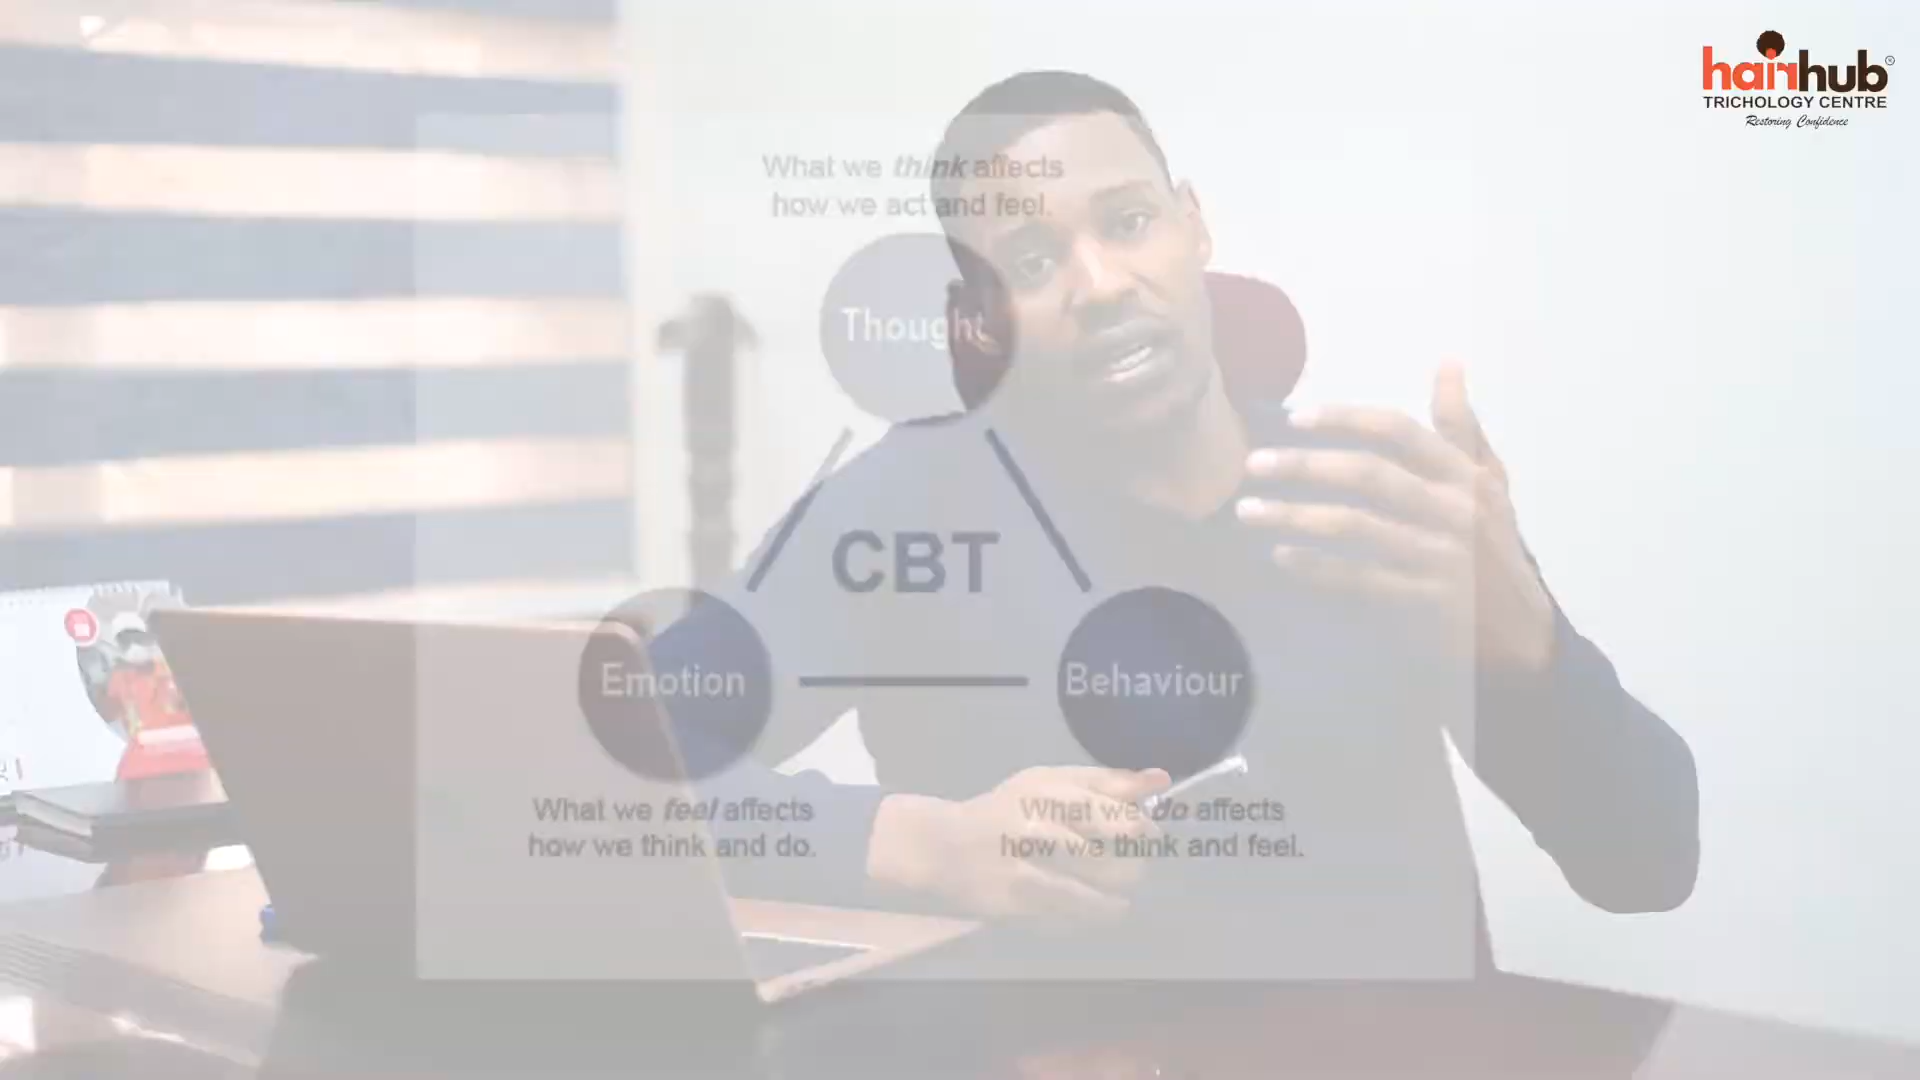 hairhub®
TRICHOLOGY CENTRE
Restoring Confidence
What we think affects
how we act and feel.
Thought
CBT
Emotion
Behaviour
What we feel affects
how we think and do.
What we do affects
how we think and feel.